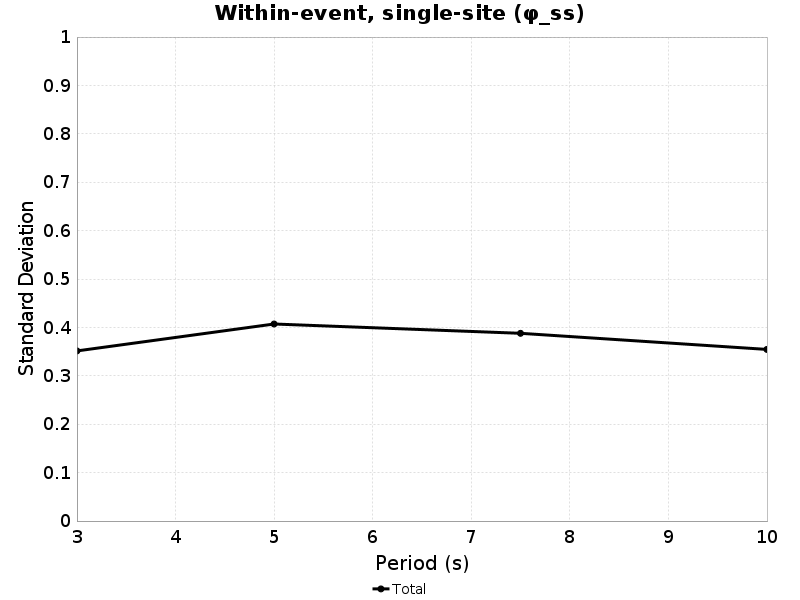 Within-event, single-site (φ_ss)
1
0.9
0.8
0.7
0.6
0.5
0.4
0.3
0.2
0.1
0
Standard Deviation
3 4 5 6 7 8 9 10
Period (s)
Total